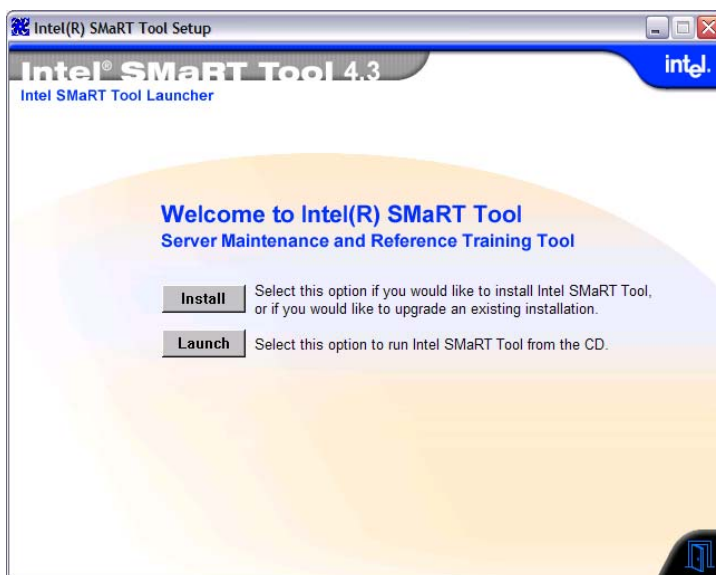 Intel(R) SMaRT Tool Setup
Intel® SMaRT Tool 4.3
intel.
Intel SMaRT Tool Launcher
Welcome to Intel(R) SMaRT Tool
Server Maintenance and Reference Training Tool
Install
Select this option if you would like to install Intel SMaRT Tool,
or if you would like to upgrade an existing installation.
Launch
Select this option to run Intel SMaRT Tool from the CD.